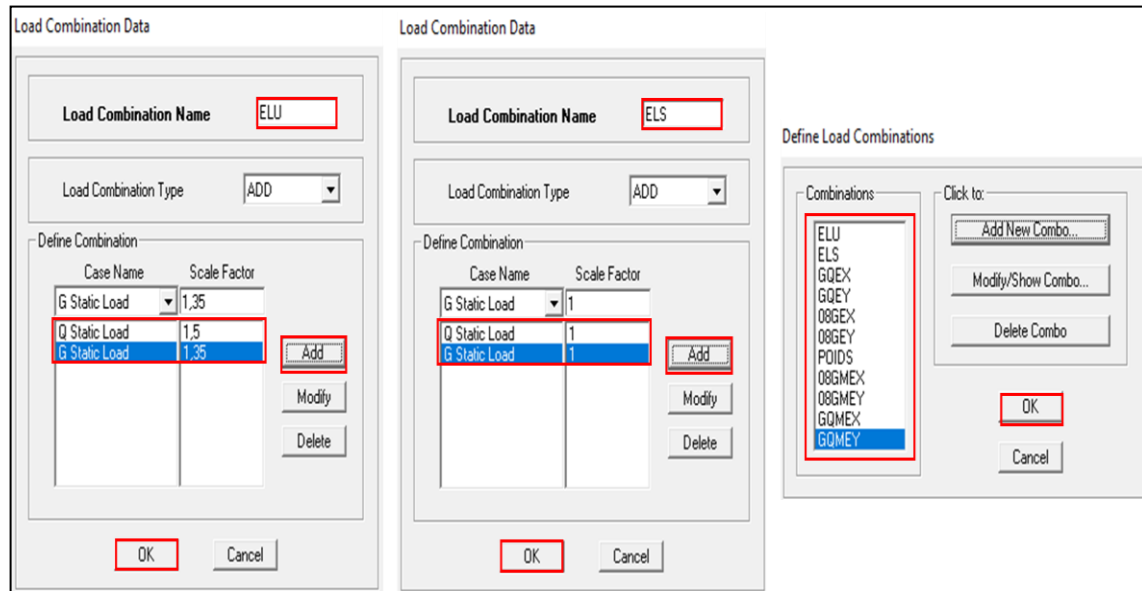 Load Combination Data
Load Combination Name ELU
Load Combination Type ADD
Define Combination
Case Name Scale Factor
G Static Load 1,35
Q Static Load 1,5
G Static Load 1,35
Add
Modify
Delete
OK Cancel
Load Combination Data
Load Combination Name ELS
Load Combination Type ADD
Define Combination
Case Name Scale Factor
G Static Load 1
Q Static Load 1
G Static Load 1
Add
Modify
Delete
OK Cancel
Define Load Combinations
Combinations
ELU
ELS
GQEX
GQEY
08GEX
08GEY
POIDS
08GMEX
08GMEY
GQMEX
GQMEY
Click to:
Add New Combo...
Modify/Show Combo...
Delete Combo
OK
Cancel